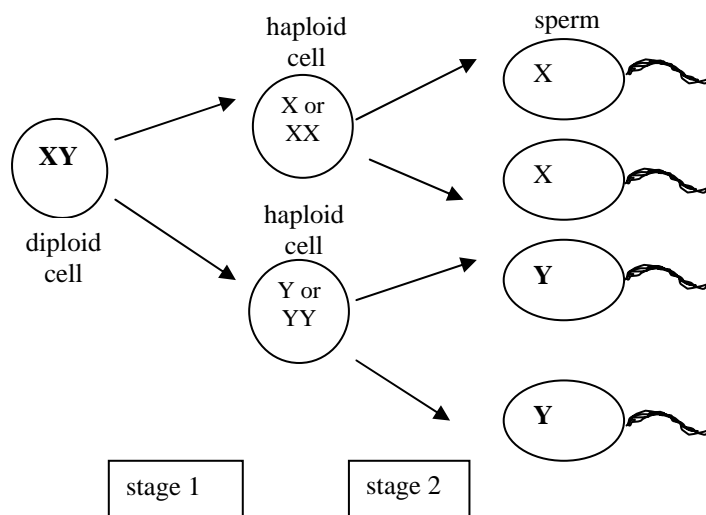 haploid
cell
X or
XX
sperm
X
XY
diploid
cell
X
haploid
cell
Y or
YY
Y
Y
stage 1
stage 2